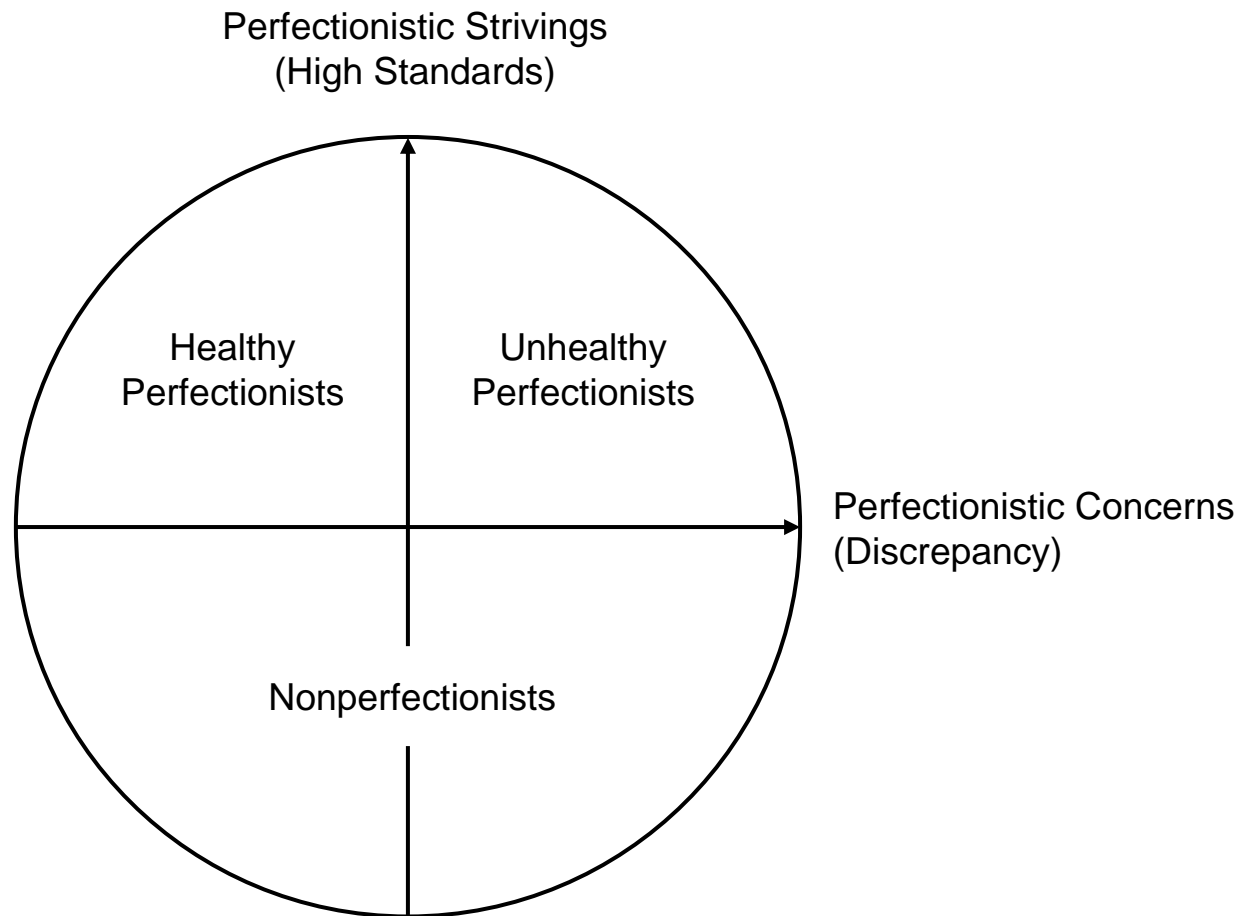 Perfectionistic Strivings
(High Standards)
Healthy
Perfectionists
Unhealthy
Perfectionists
Perfectionistic Concerns
(Discrepancy)
Nonperfectionists